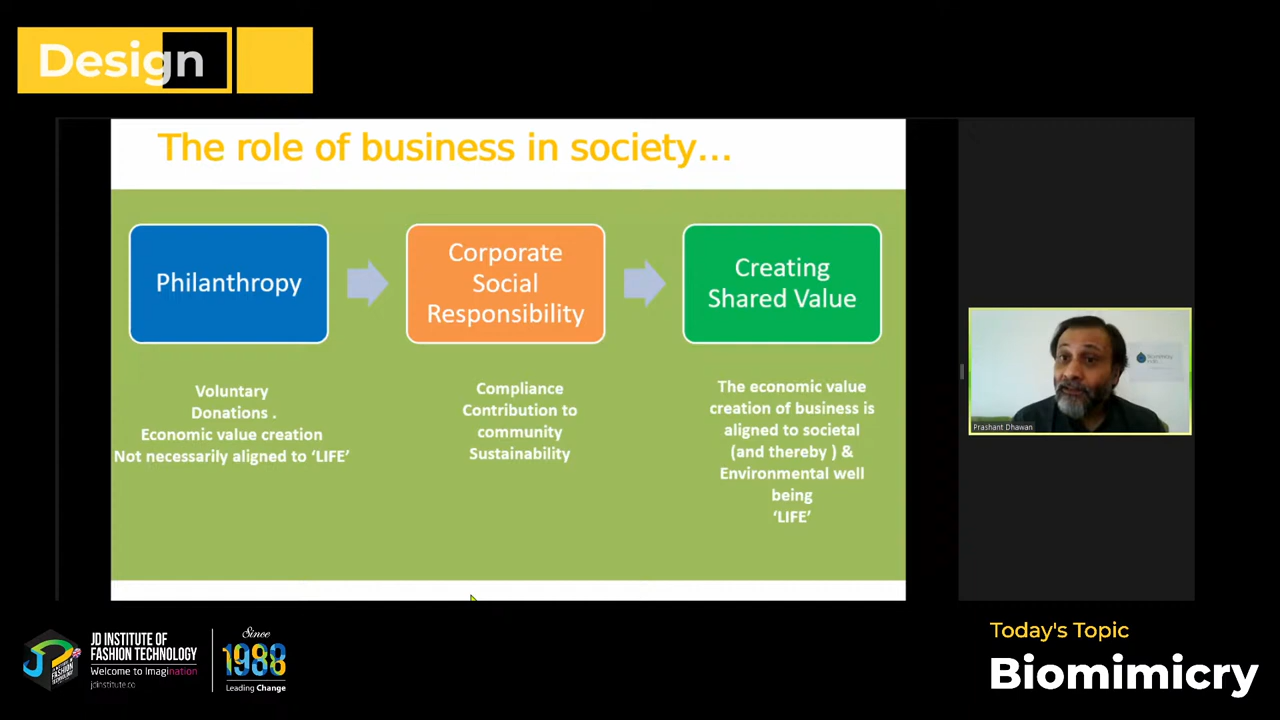 Design
The role of business in society...
Philanthropy
Corporate
Social
Responsibility
Creating
Shared Value
Voluntary
Donations .
Economic value creation
Not necessarily aligned to ‘LIFE’
Compliance
Contribution to
community
Sustainability
The economic value
creation of business is
aligned to societal
(and thereby ) &
Environmental well
being
‘LIFE’
Prashant Dhawan
JD INSTITUTE OF
FASHION TECHNOLOGY
Welcome to Imagination
jdinstitute.co
Since
1988
Leading Change
Today's Topic
Biomimicry